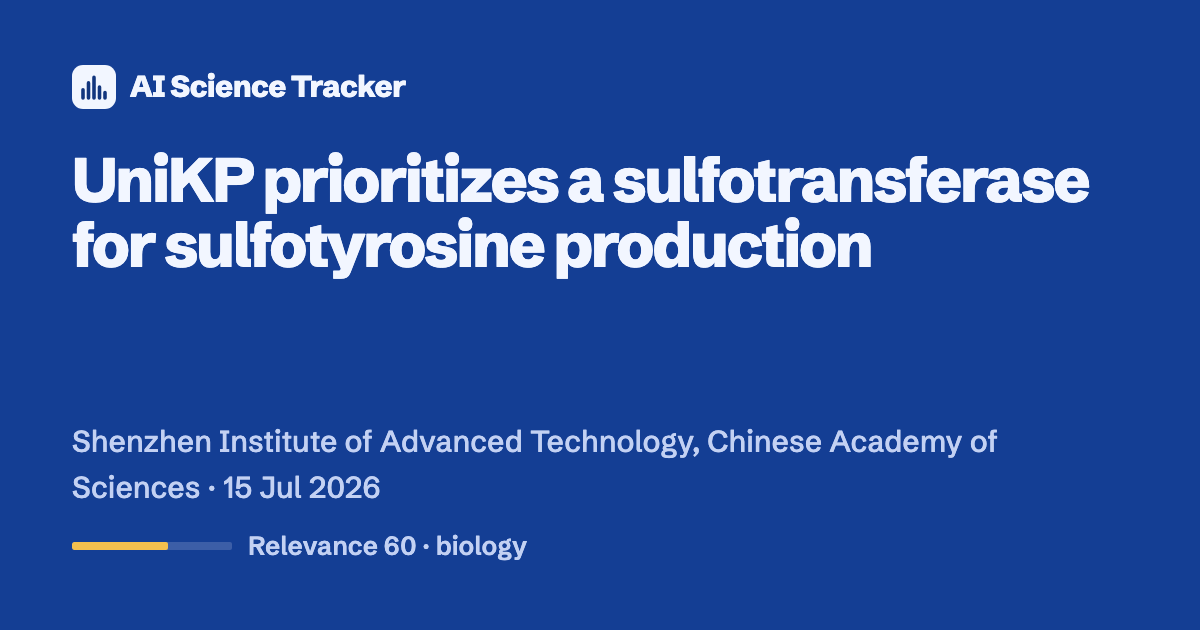 AI Science Tracker
UniKP prioritizes a sulfotransferase
for sulfotyrosine production
Shenzhen Institute of Advanced Technology, Chinese Academy of
Sciences · 15 Jul 2026
Relevance 60 · biology